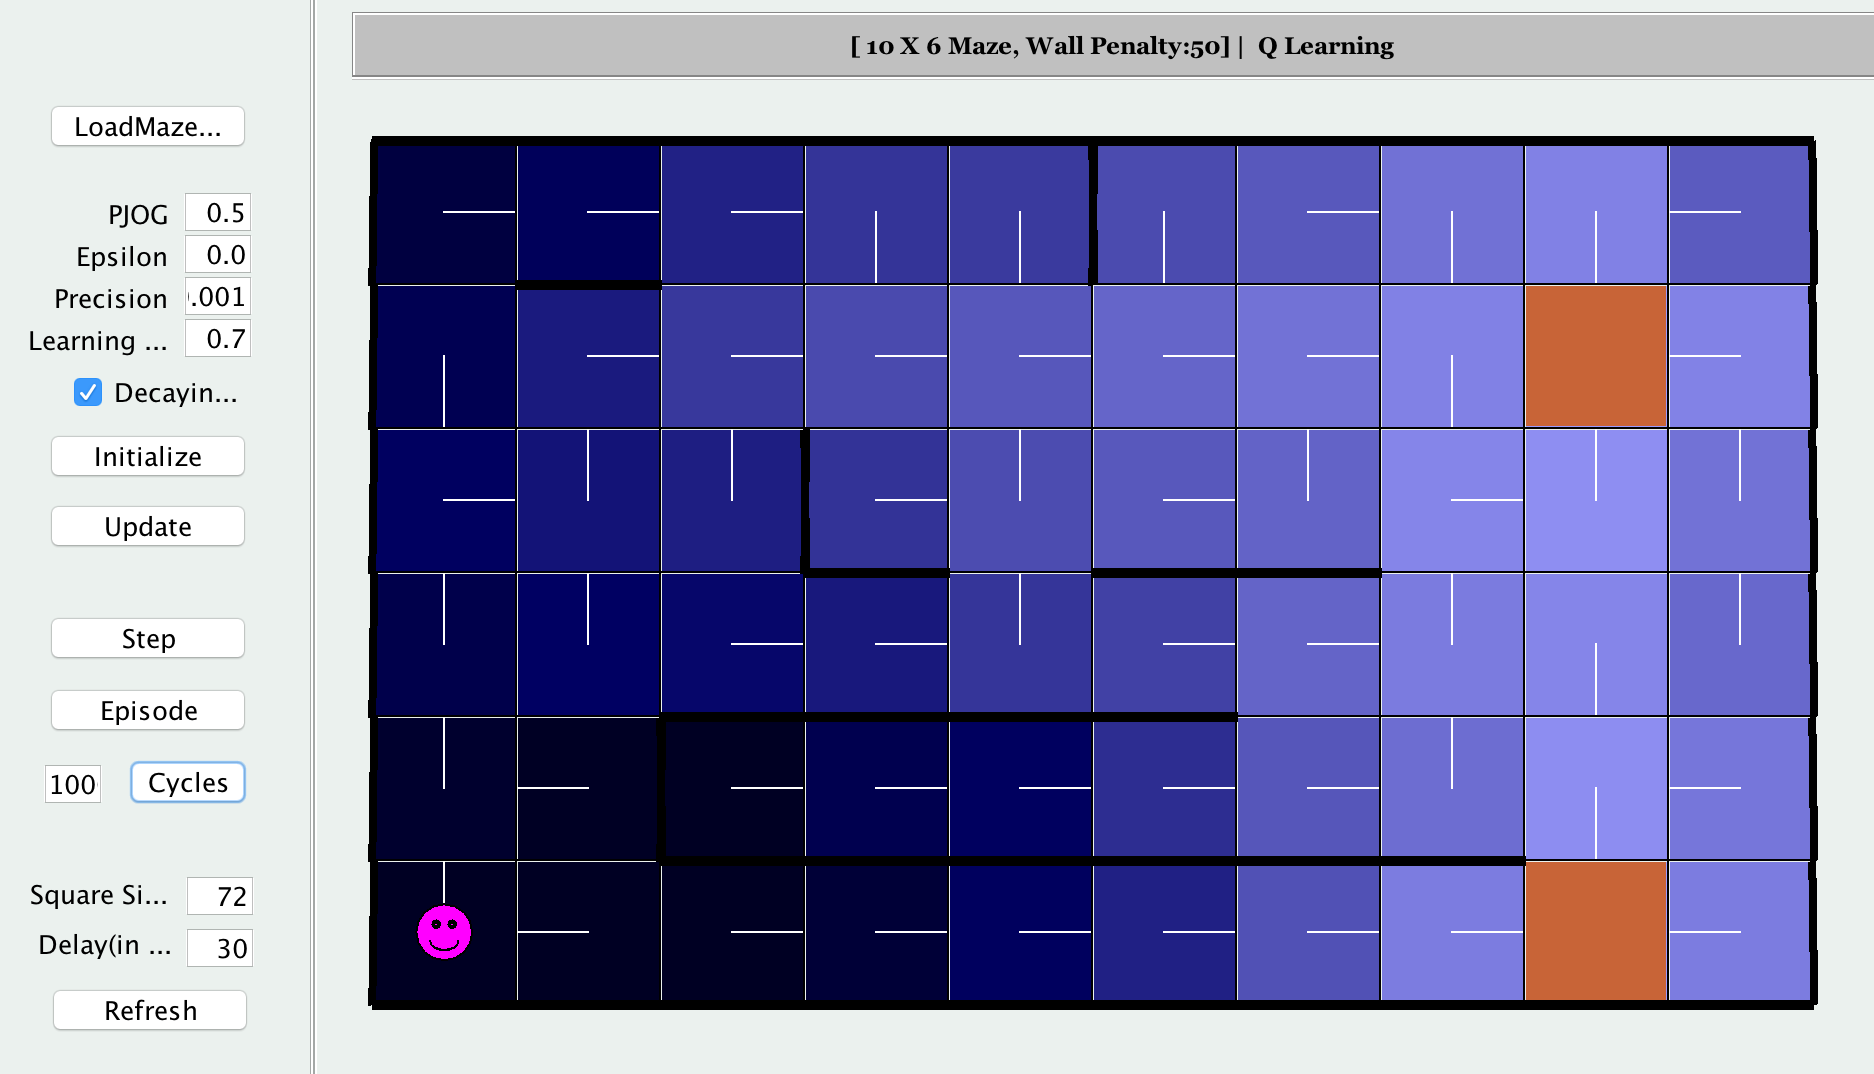 [ 10 X 6 Maze, Wall Penalty:50] | Q Learning
LoadMaze...
PJOG 0.5
Epsilon 0.0
Precision .001
Learning ... 0.7
Decayin...
Initialize
Update
Step
Episode
100 Cycles
Square Si... 72
Delay(in ... 30
Refresh